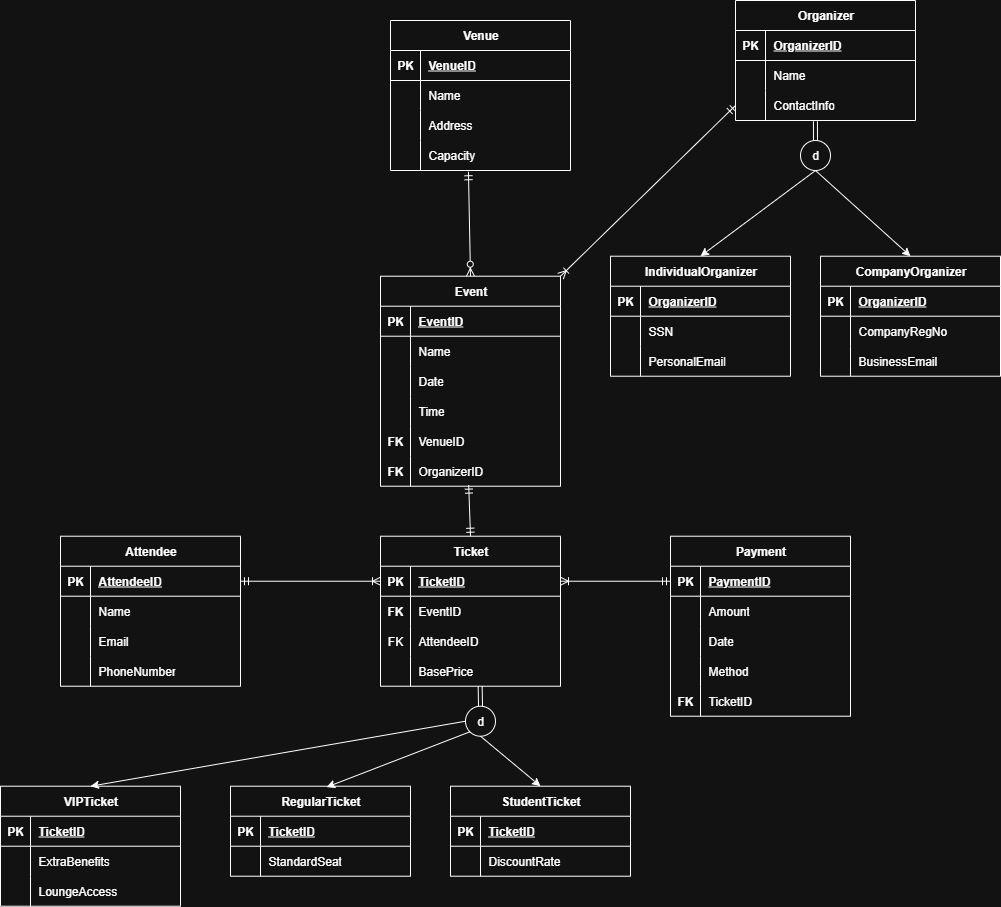 Organizer
PK OrganizerID
Name
ContactInfo
Venue
PK VenueID
Name
Address
Capacity
d
IndividualOrganizer
PK OrganizerID
SSN
PersonalEmail
CompanyOrganizer
PK OrganizerID
CompanyRegNo
BusinessEmail
Event
PK EventID
Name
Date
Time
FK VenueID
FK OrganizerID
Attendee
PK AttendeeID
Name
Email
PhoneNumber
Ticket
PK TicketID
FK EventID
FK AttendeeID
BasePrice
Payment
PK PaymentID
Amount
Date
Method
FK TicketID
d
VIPTicket
PK TicketID
ExtraBenefits
LoungeAccess
RegularTicket
PK TicketID
StandardSeat
StudentTicket
PK TicketID
DiscountRate